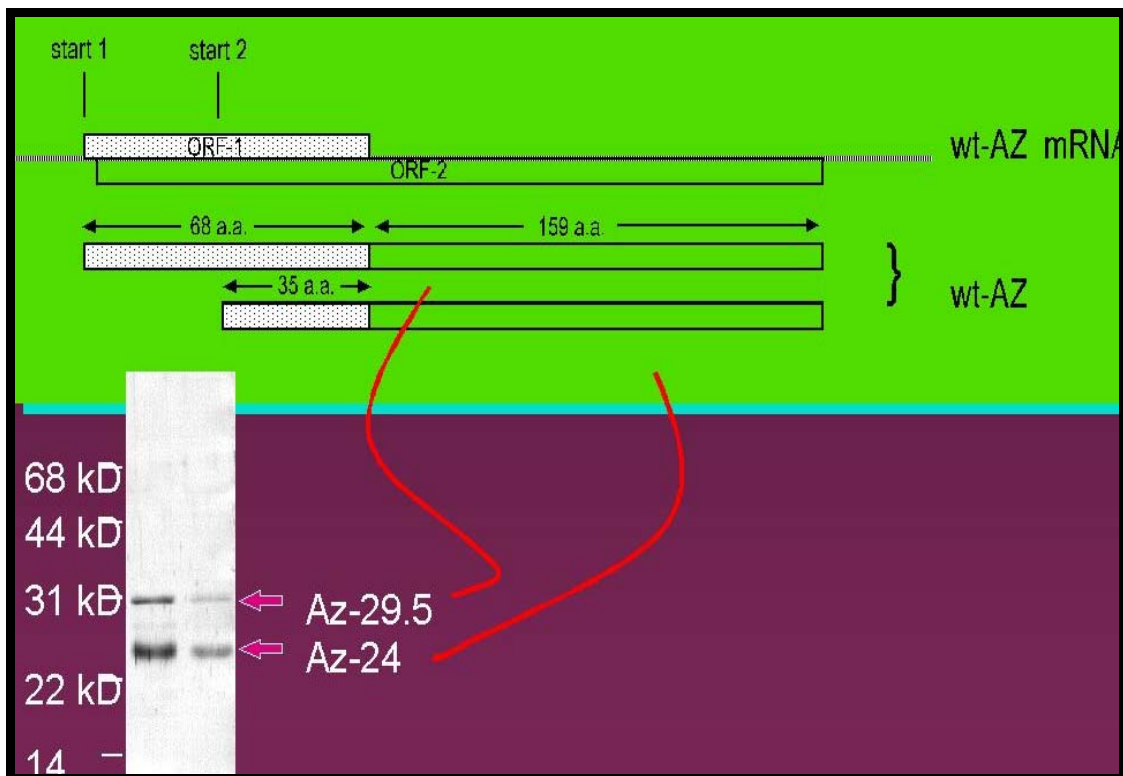 start 1 start 2
ORF-1
wt-AZ mRNA
ORF-2
68 a.a. 159 a.a.
35 a.a.
} wt-AZ
68 kD
44 kD
31 kD Az-29.5
Az-24
22 kD
14